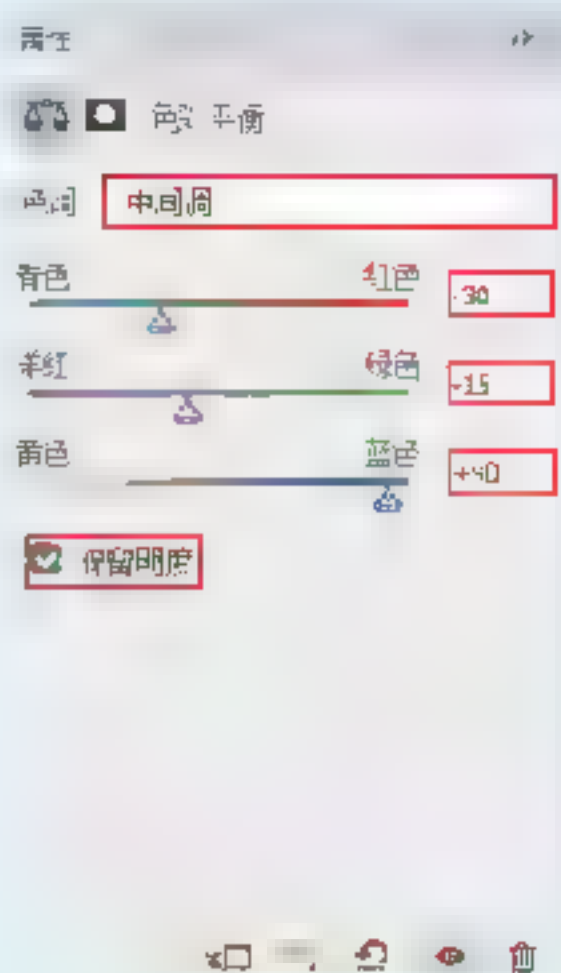 属性
色彩平衡
色调: 中间调
青色 红色 -30
洋红 绿色 -15
黄色 蓝色 +40
保留明度